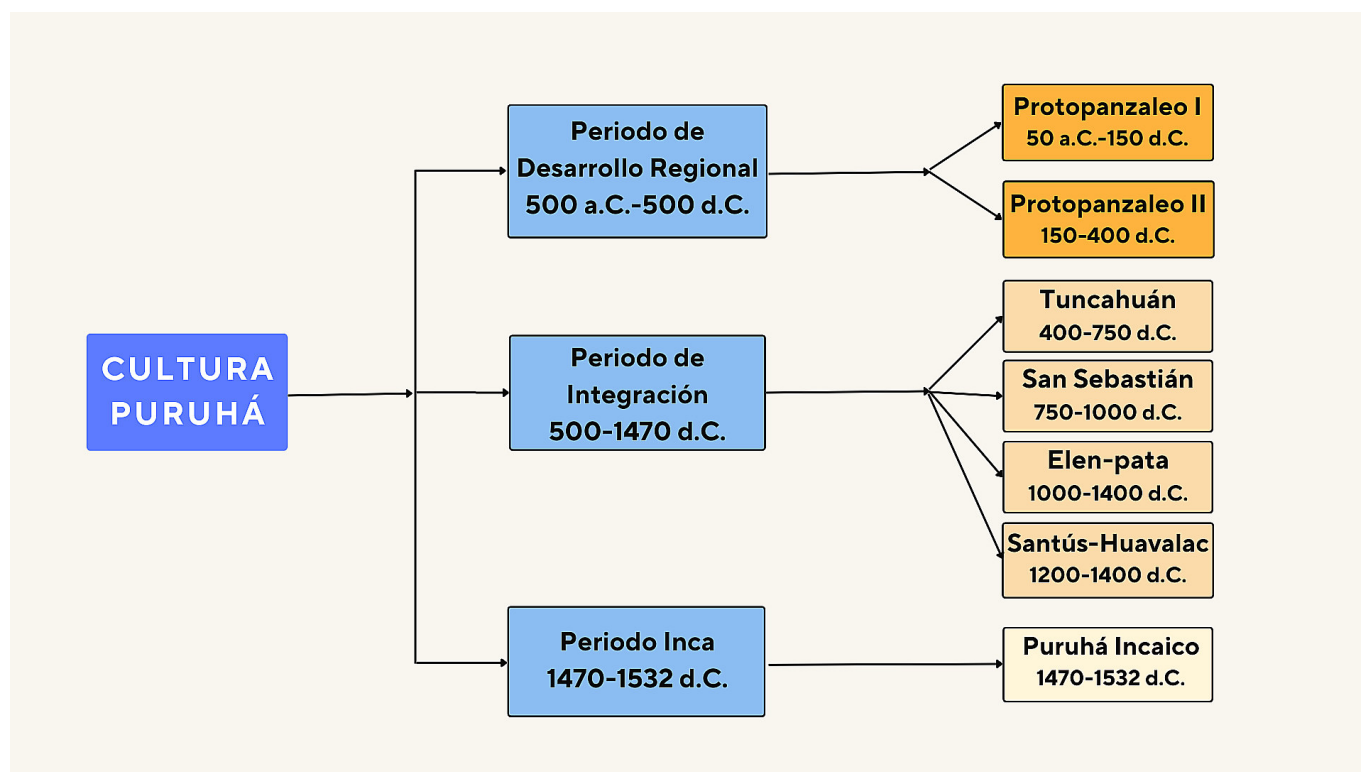 CULTURA
PURUHÁ
Periodo de
Desarrollo Regional
500 a.C.-500 d.C.
Protopanzaleo I
50 a.C.-150 d.C.
Protopanzaleo II
150-400 d.C.
Periodo de
Integración
500-1470 d.C.
Tuncahuán
400-750 d.C.
San Sebastián
750-1000 d.C.
Elen-pata
1000-1400 d.C.
Santús-Huavalac
1200-1400 d.C.
Periodo Inca
1470-1532 d.C.
Puruhá Incaico
1470-1532 d.C.